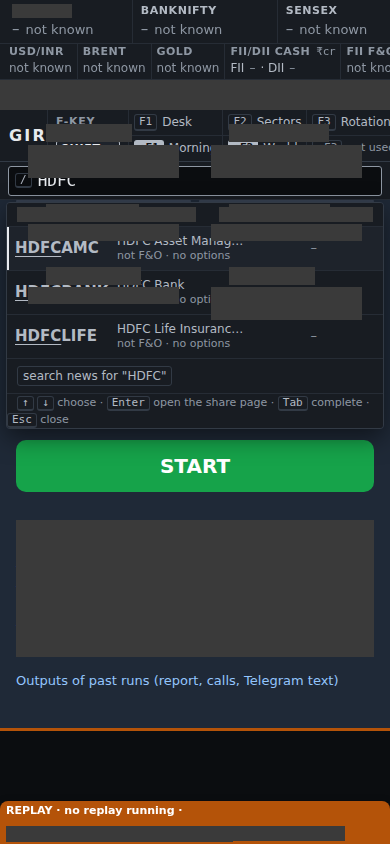 BANKNIFTY SENSEX
– not known – not known – not known
USD/INR BRENT GOLD FII/DII CASH ₹cr FII F&
not known not known not known FII – · DII – not kno
GIR F-KEY F1 Desk F2 Sectors F3 Rotation
/ HDFC
HDFCAMC HDFC Asset Manag… –
not F&O · no options
HDFC Bank
HDFCLIFE HDFC Life Insuranc… –
not F&O · no options
search news for "HDFC"
↑ ↓ choose · Enter open the share page · Tab complete ·
Esc close
START
Outputs of past runs (report, calls, Telegram text)
REPLAY · no replay running ·